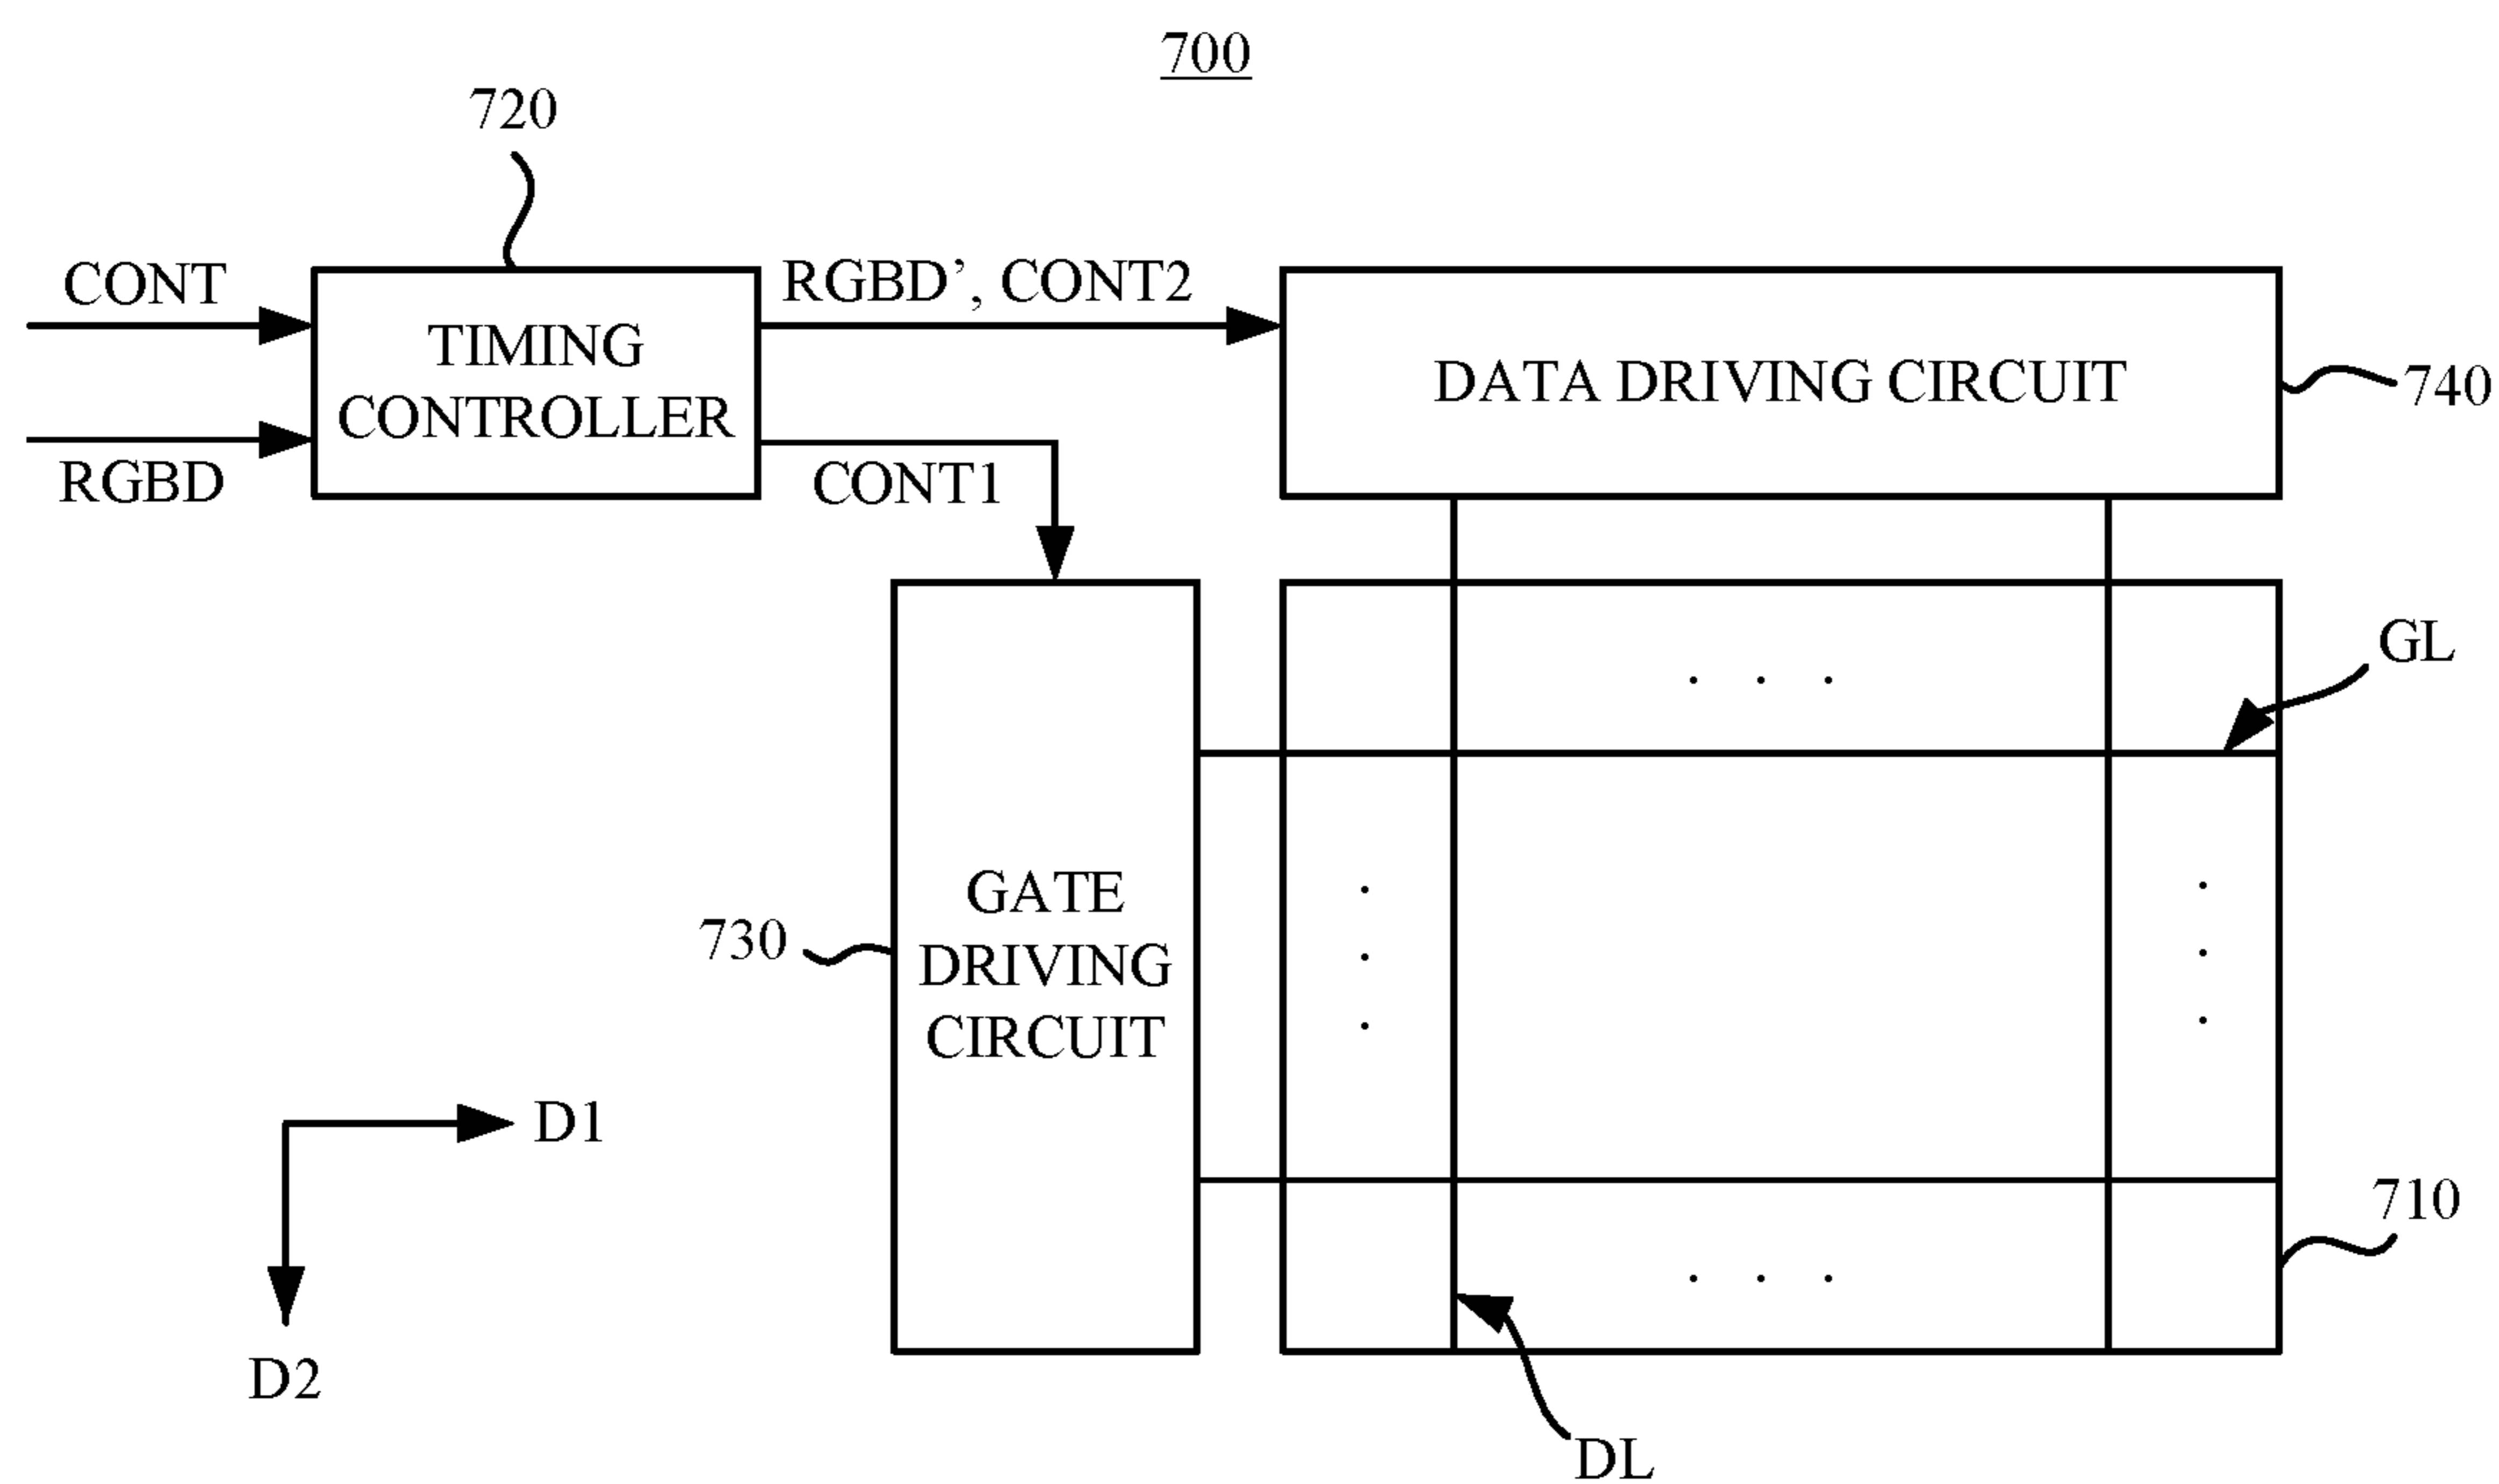 700
720
CONT
RGBD’, CONT2
TIMING
CONTROLLER
DATA DRIVING CIRCUIT
740
RGBD
CONT1
GL
GATE
DRIVING
CIRCUIT
730
D1
710
D2
DL